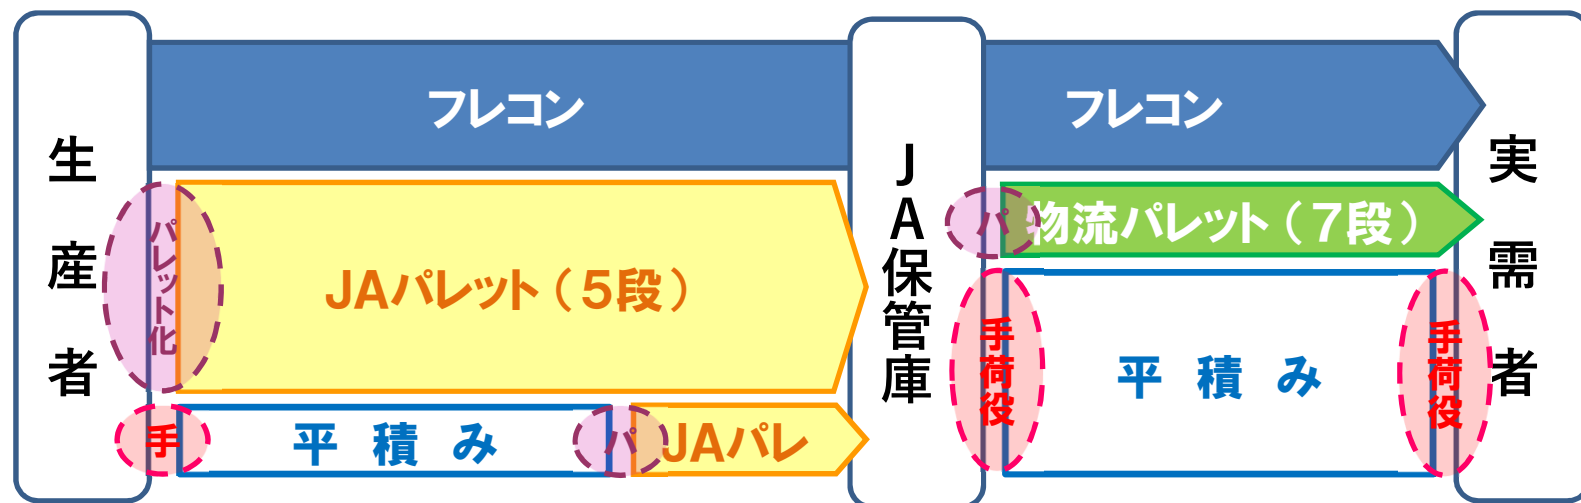 生産者
フレコン
パレット化
JAパレット（５段）
手
平積み
パ
JAパレ
JA保管庫
フレコン
パ
物流パレット（７段）
手荷役
平積み
手荷役
実需者